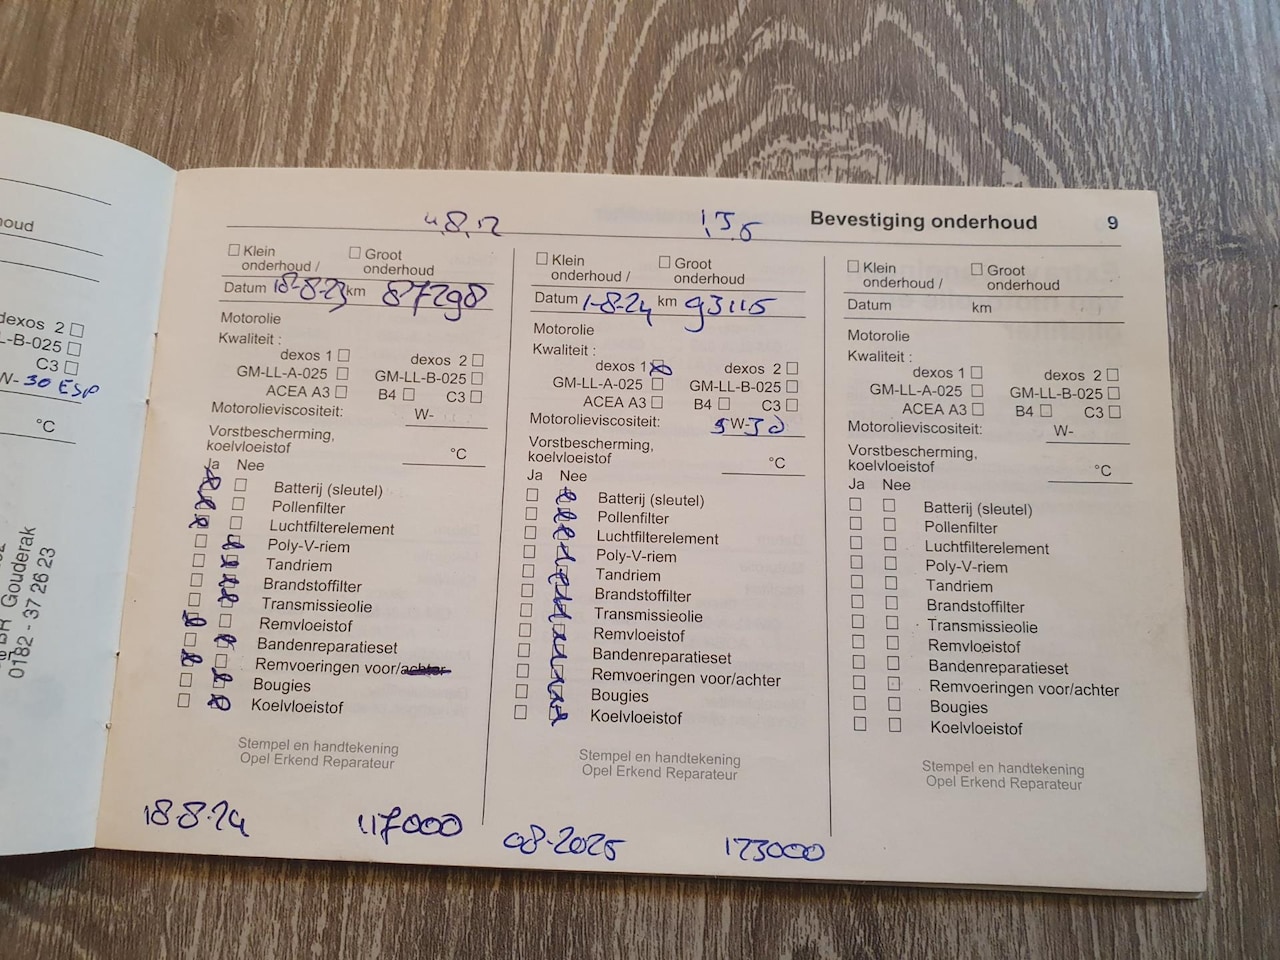 oud
dexos 2
L-B-025
C3
W- 30 ESP
°C
BR Gouderak
0182 - 37 26 23
Bevestiging onderhoud 9
4.8.12
1,3,5
Klein onderhoud /
Groot onderhoud
Datum 18-8-23 km 87298
Motorolie
Kwaliteit :
dexos 1 dexos 2
GM-LL-A-025 GM-LL-B-025
ACEA A3 B4 C3
Motorolieviscositeit: W-
Vorstbescherming,
koelvloeistof °C
Ja Nee
Batterij (sleutel)
Pollenfilter
Luchtfilterelement
Poly-V-riem
Tandriem
Brandstoffilter
Transmissieolie
Remvloeistof
Bandenreparatieset
Remvoeringen voor/achter
Bougies
Koelvloeistof
Stempel en handtekening
Opel Erkend Reparateur
18-8-24 117000
Klein onderhoud /
Groot onderhoud
Datum 1-8-24 km 93115
Motorolie
Kwaliteit :
dexos 1 dexos 2
GM-LL-A-025 GM-LL-B-025
ACEA A3 B4 C3
Motorolieviscositeit: 5W-30
Vorstbescherming,
koelvloeistof °C
Ja Nee
Batterij (sleutel)
Pollenfilter
Luchtfilterelement
Poly-V-riem
Tandriem
Brandstoffilter
Transmissieolie
Remvloeistof
Bandenreparatieset
Remvoeringen voor/achter
Bougies
Koelvloeistof
Stempel en handtekening
Opel Erkend Reparateur
08-2025 123000
Klein onderhoud /
Groot onderhoud
Datum km
Motorolie
Kwaliteit :
dexos 1 dexos 2
GM-LL-A-025 GM-LL-B-025
ACEA A3 B4 C3
Motorolieviscositeit: W-
Vorstbescherming,
koelvloeistof °C
Ja Nee
Batterij (sleutel)
Pollenfilter
Luchtfilterelement
Poly-V-riem
Tandriem
Brandstoffilter
Transmissieolie
Remvloeistof
Bandenreparatieset
Remvoeringen voor/achter
Bougies
Koelvloeistof
Stempel en handtekening
Opel Erkend Reparateur